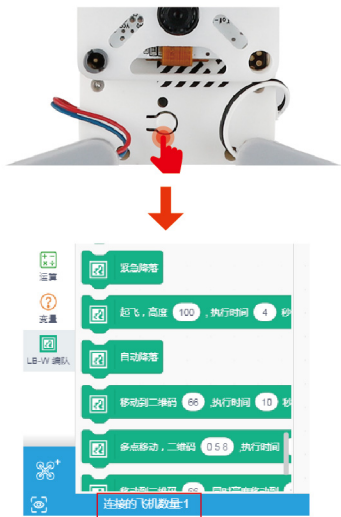 紧急降落
运算
起飞，高度 100 ，执行时间 4 秒
变量
自动降落
LB-W 编队
移动到二维码 66 ,执行时间 10 秒
多点移动，二维码 0 5 8 ,执行时间
连接的飞机数量:1